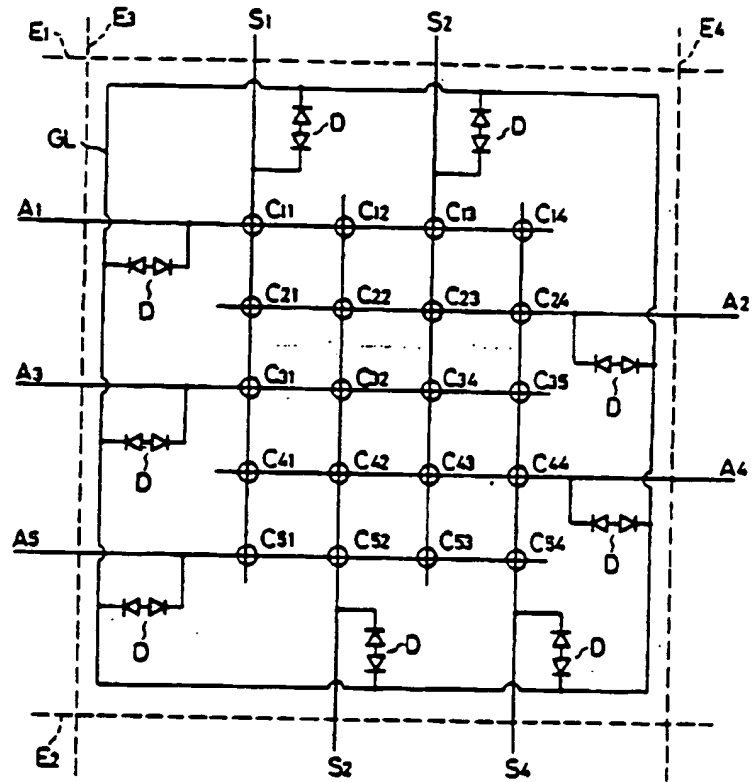 E1 E3 S1 S2 E4
D D
GL
A1 C11 C12 C13 C14
D
C21 C22 C23 C24 A2
D
A3 C31 C32 C34 C35
D
C41 C42 C43 C44 A4
D
A5 C51 C52 C53 C54
D
D D
E2
S2 S4